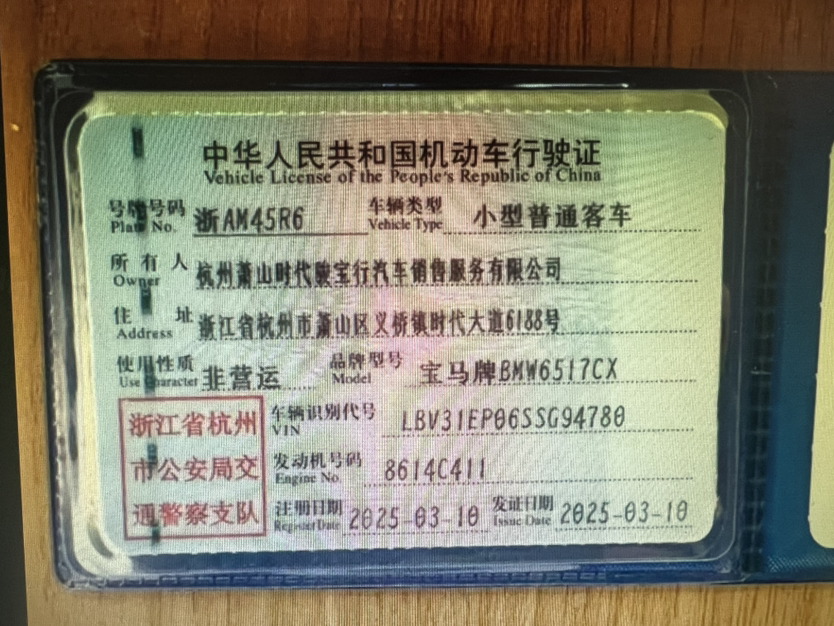 中华人民共和国机动车行驶证
Vehicle License of the People's Republic of China
号牌号码 浙AM45R6 车辆类型 小型普通客车
Plate No. Vehicle Type
所有人 杭州萧山时代骏宝行汽车销售服务有限公司
Owner
住址 浙江省杭州市萧山区义桥镇时代大道6188号
Address
使用性质 非营运 品牌型号 宝马牌BMW6517CX
Use Character Model
浙江省杭州 车辆识别代号 LBV31EP06SSG94780
VIN
市公安局交 发动机号码 8614C411
Engine No.
通警察支队 注册日期 2025-03-10 发证日期 2025-03-10
Register Date Issue Date